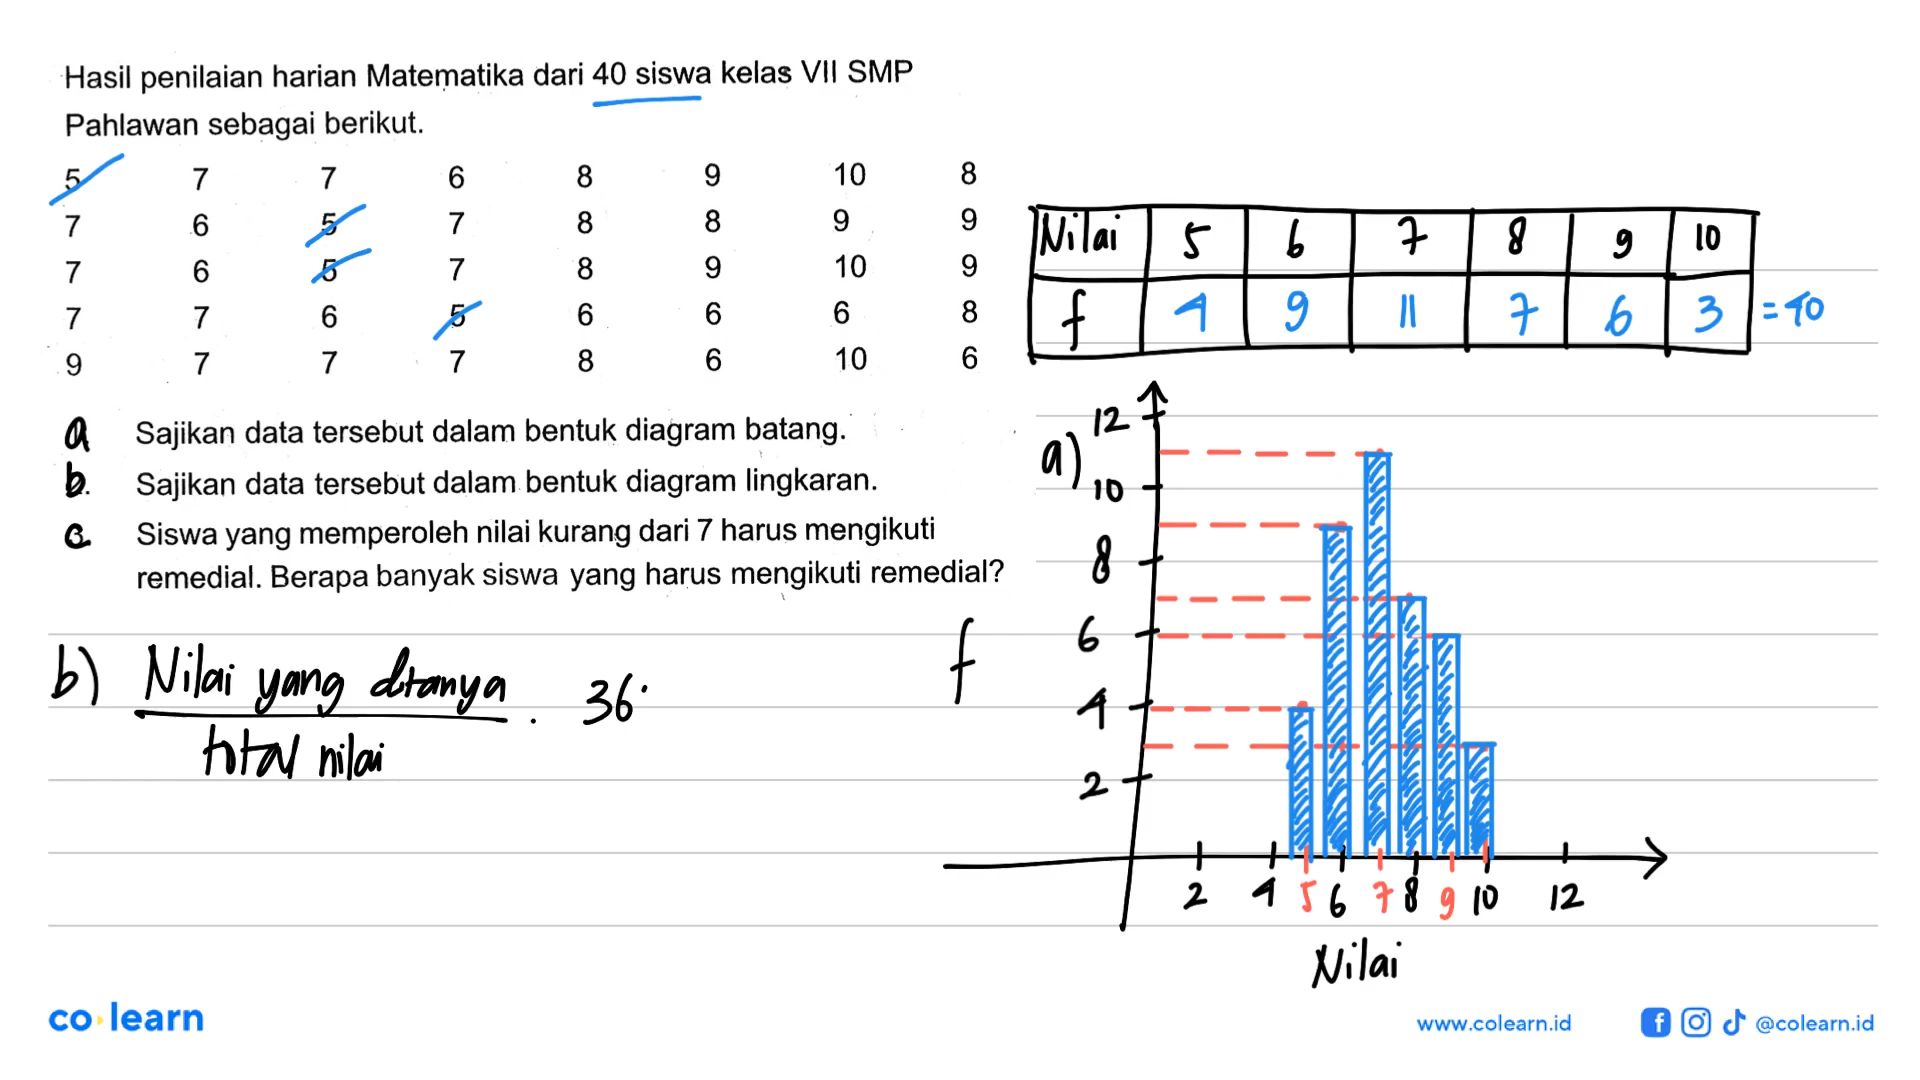 Hasil penilaian harian Matematika dari 40 siswa kelas VII SMP
Pahlawan sebagai berikut.
5 7 7 6 8 9 10 8
7 6 5 7 8 8 9 9
7 6 5 7 8 9 10 9
7 7 6 5 6 6 6 8
9 7 7 7 8 6 10 6
a Sajikan data tersebut dalam bentuk diagram batang.
b. Sajikan data tersebut dalam bentuk diagram lingkaran.
c Siswa yang memperoleh nilai kurang dari 7 harus mengikuti
remedial. Berapa banyak siswa yang harus mengikuti remedial?
Nilai 5 6 7 8 9 10
f 4 9 11 7 6 3 = 40
a)
12
10
8
6
4
2
f
2 4 5 6 7 8 9 10 12
Nilai
b) Nilai yang ditanya . 36
total nilai
co learn
www.colearn.id
@colearn.id